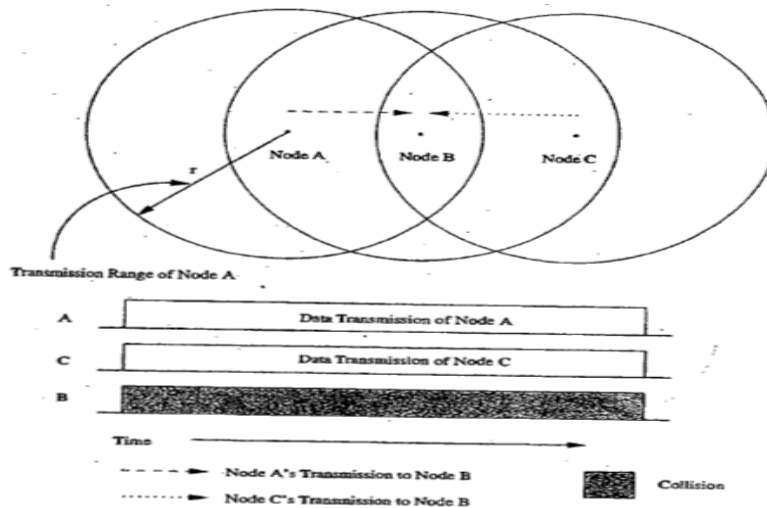 Node A
Node B
Node C
r
Transmission Range of Node A
A
Data Transmission of Node A
C
Data Transmission of Node C
B
Time
Node A's Transmission to Node B
Node C's Transmission to Node B
Collision